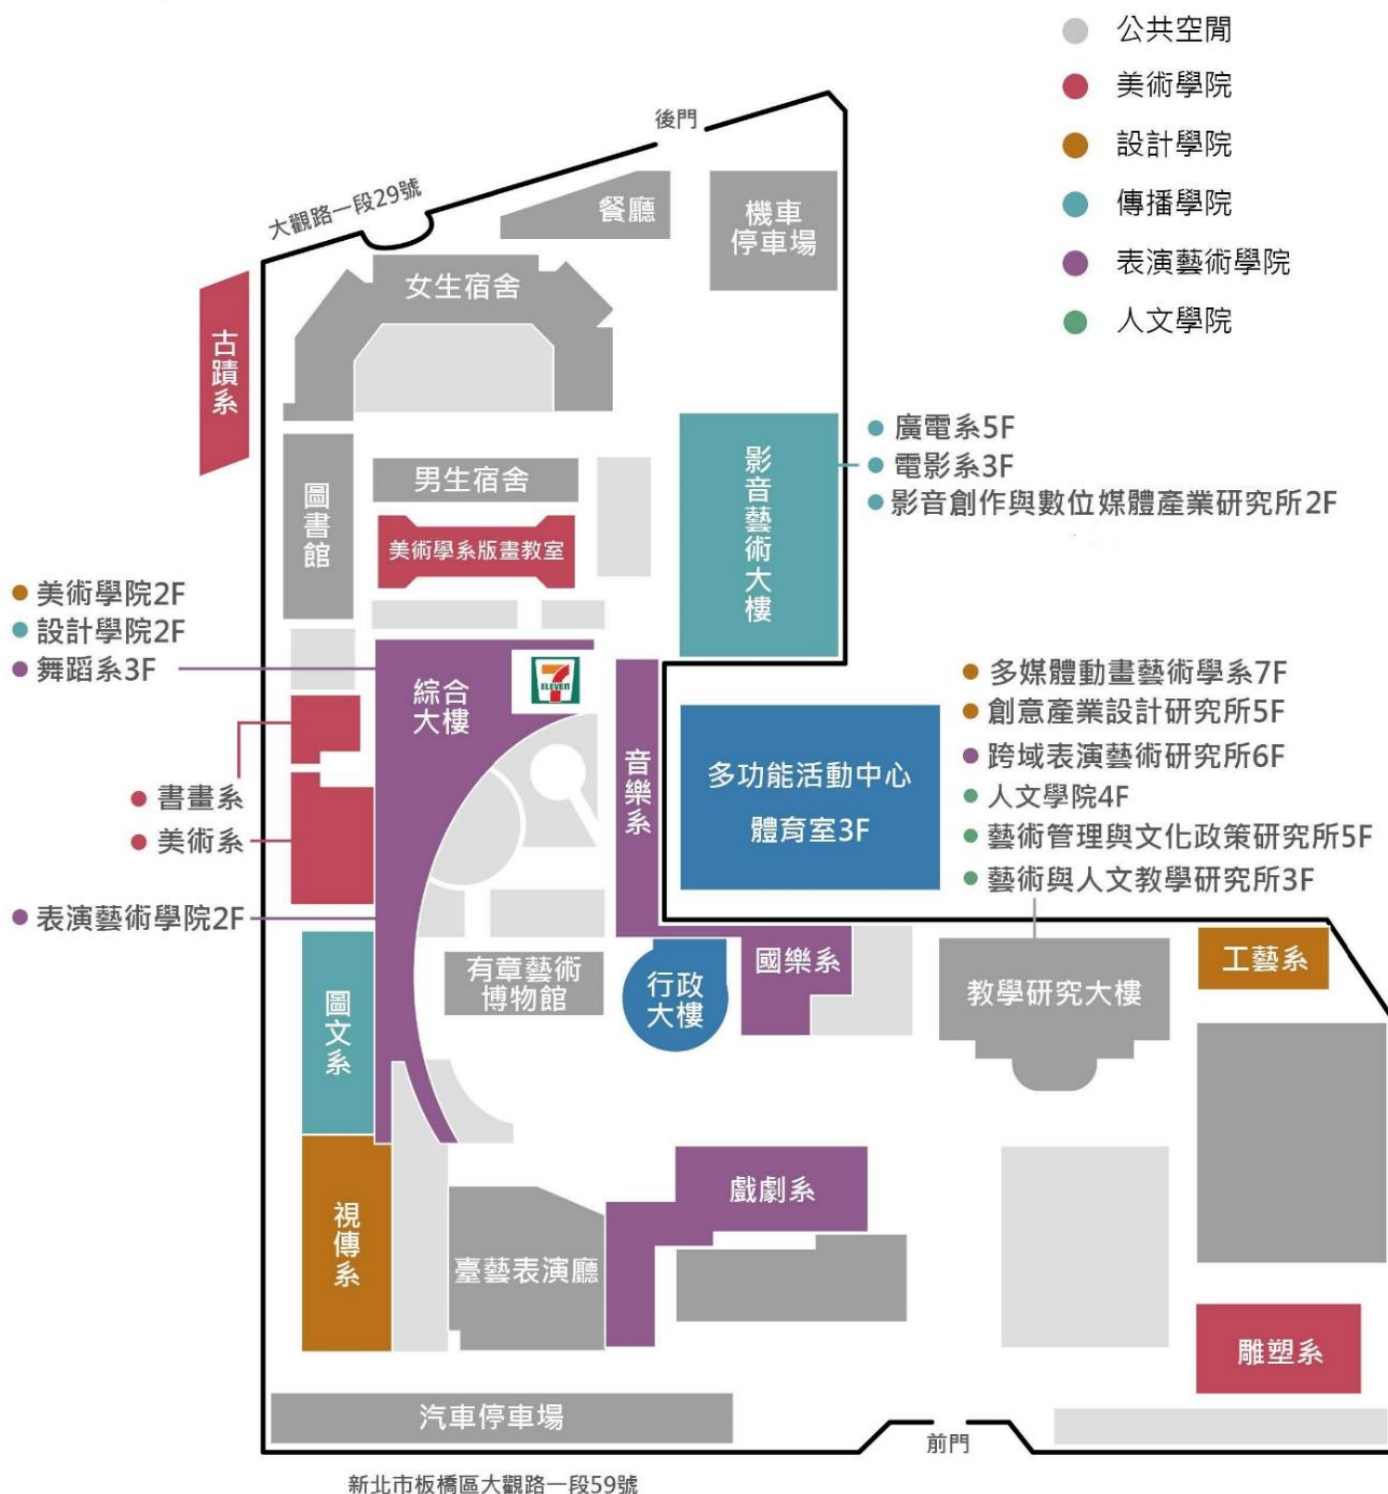 公共空間
美術學院
設計學院
傳播學院
表演藝術學院
人文學院
後門
大觀路一段29號
餐廳
機車
停車場
女生宿舍
古蹟系
廣電系5F
電影系3F
影音創作與數位媒體產業研究所2F
影音藝術大樓
男生宿舍
圖書館
美術學系版畫教室
美術學院2F
設計學院2F
舞蹈系3F
綜合
大樓
7
ELEVEn
音樂系
多媒體動畫藝術學系7F
創意產業設計研究所5F
跨域表演藝術研究所6F
人文學院4F
藝術管理與文化政策研究所5F
藝術與人文教學研究所3F
多功能活動中心
體育室3F
書畫系
美術系
表演藝術學院2F
有章藝術
博物館
行政
大樓
國樂系
教學研究大樓
工藝系
圖文系
視傳系
臺藝表演廳
戲劇系
雕塑系
汽車停車場
前門
新北市板橋區大觀路一段59號